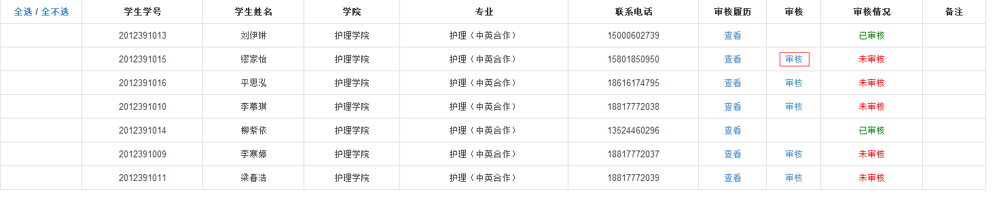 全选 / 全不选 学生学号 学生姓名 学院 专业 联系电话 审核履历 审核 审核情况 备注
2012391013 刘伊琳 护理学院 护理（中英合作） 15000602739 查看 已审核
2012391015 缪家怡 护理学院 护理（中英合作） 15801850950 查看 审核 未审核
2012391016 平思泓 护理学院 护理（中英合作） 18616174795 查看 审核 未审核
2012391010 李慕琪 护理学院 护理（中英合作） 18817772038 查看 审核 未审核
2012391014 柳紫依 护理学院 护理（中英合作） 13524460296 查看 已审核
2012391009 李寒婷 护理学院 护理（中英合作） 18817772037 查看 审核 未审核
2012391011 梁春浩 护理学院 护理（中英合作） 18817772039 查看 审核 未审核